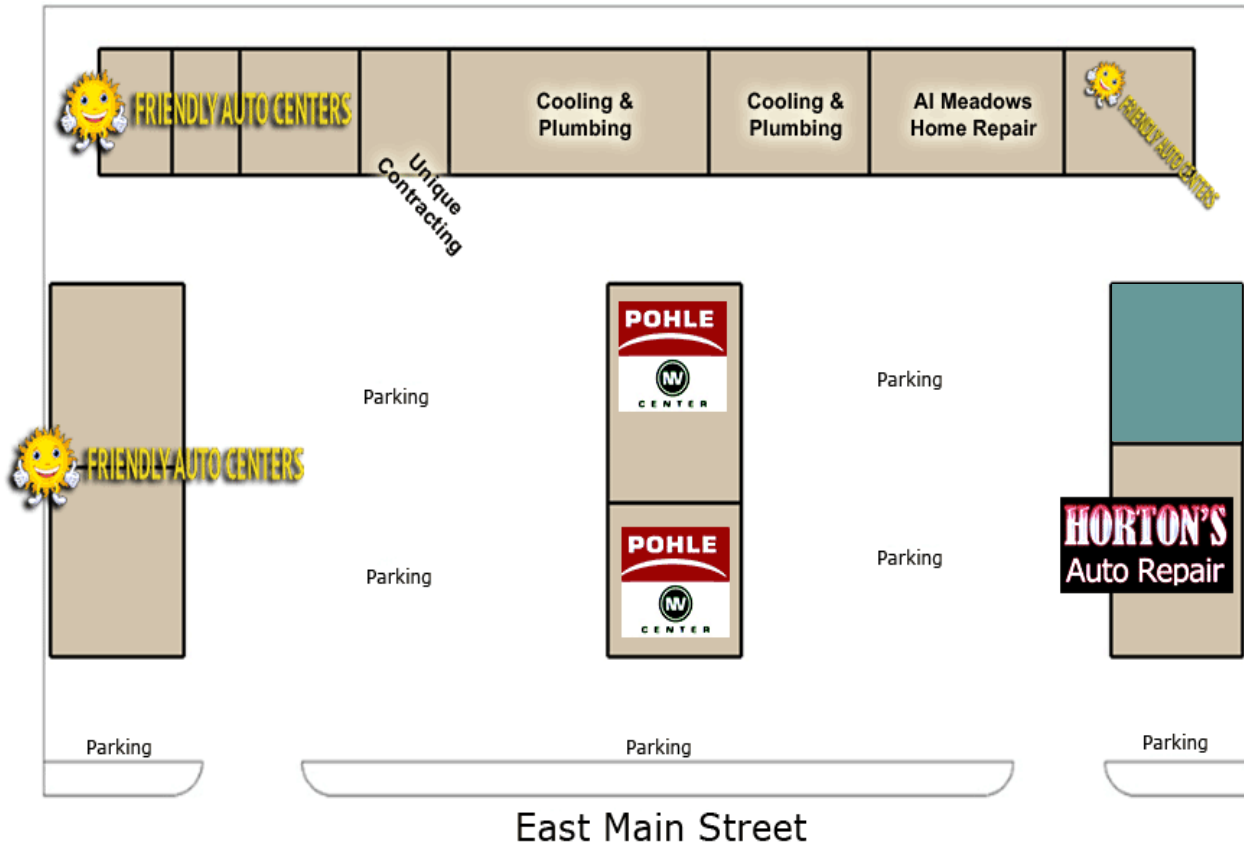 FRIENDLY AUTO CENTERS
Unique
Contracting
Cooling &
Plumbing
Cooling &
Plumbing
Al Meadows
Home Repair
FRIENDLY AUTO CENTERS
FRIENDLY AUTO CENTERS
Parking
Parking
POHLE
NV
CENTER
POHLE
NV
CENTER
Parking
Parking
HORTON'S
Auto Repair
Parking
Parking
Parking
East Main Street